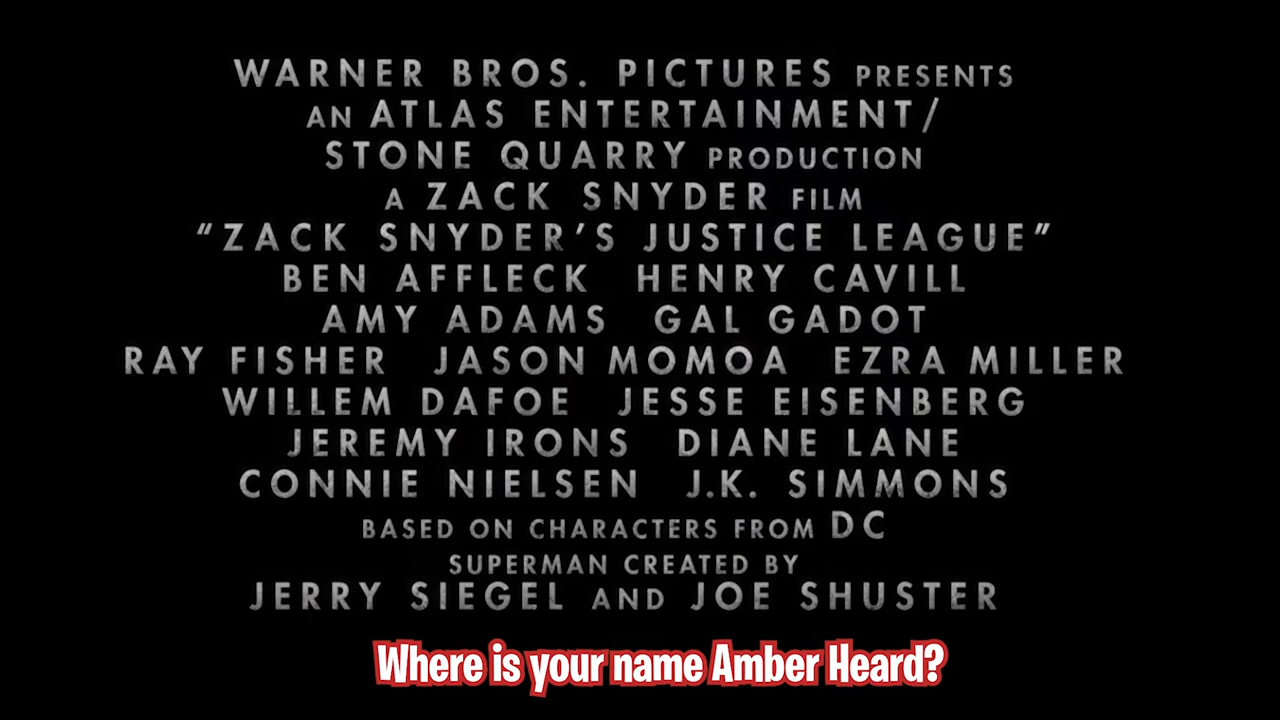 WARNER BROS. PICTURES PRESENTS
AN ATLAS ENTERTAINMENT/
STONE QUARRY PRODUCTION
A ZACK SNYDER FILM
“ZACK SNYDER’S JUSTICE LEAGUE”
BEN AFFLECK HENRY CAVILL
AMY ADAMS GAL GADOT
RAY FISHER JASON MOMOA EZRA MILLER
WILLEM DAFOE JESSE EISENBERG
JEREMY IRONS DIANE LANE
CONNIE NIELSEN J.K. SIMMONS
BASED ON CHARACTERS FROM DC
SUPERMAN CREATED BY
JERRY SIEGEL AND JOE SHUSTER
Where is your name Amber Heard?